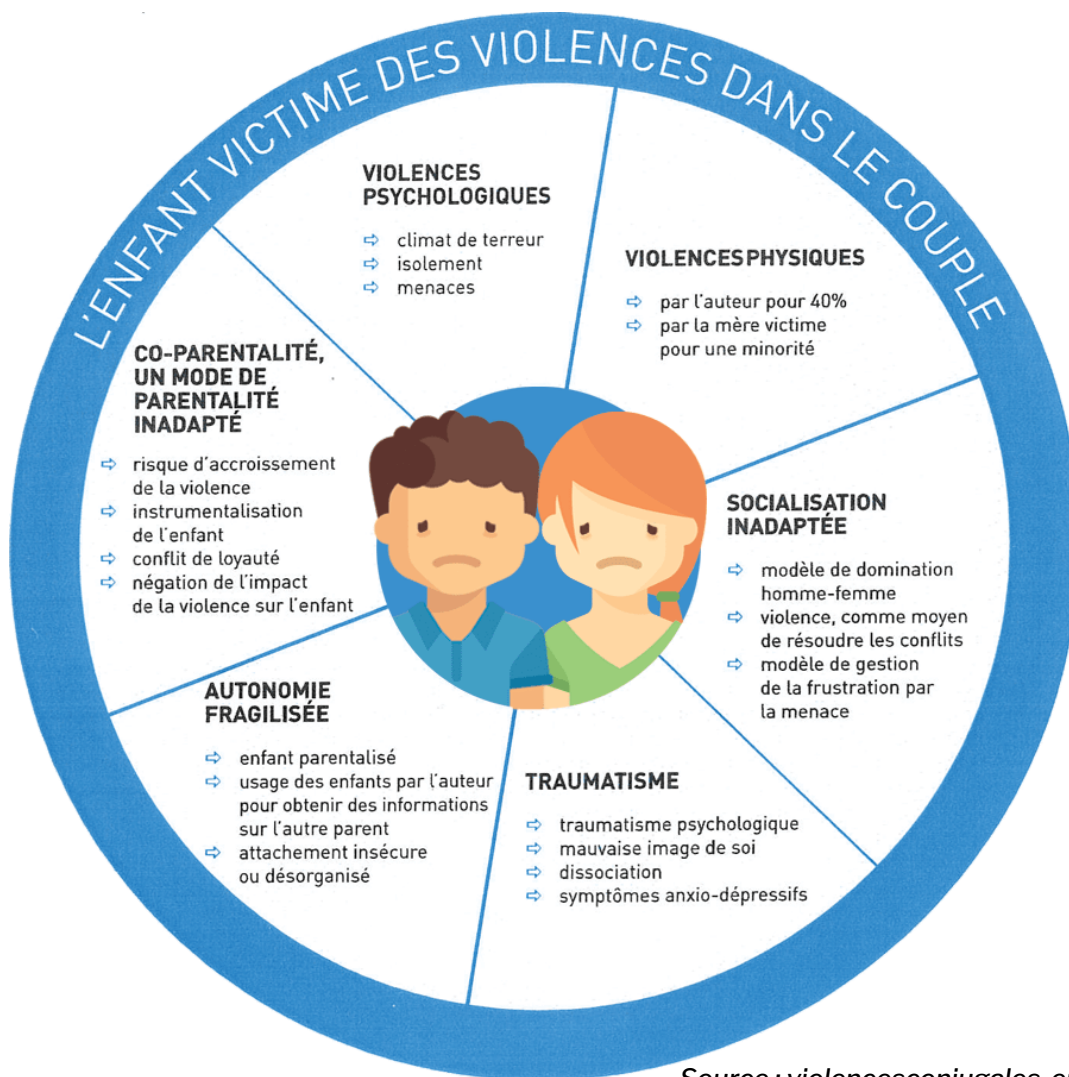 L'ENFANT VICTIME DES VIOLENCES DANS LE COUPLE
VIOLENCES
PSYCHOLOGIQUES
⇨ climat de terreur
⇨ isolement
⇨ menaces
VIOLENCES PHYSIQUES
⇨ par l'auteur pour 40%
⇨ par la mère victime
pour une minorité
SOCIALISATION
INADAPTÉE
⇨ modèle de domination
homme-femme
⇨ violence, comme moyen
de résoudre les conflits
⇨ modèle de gestion
de la frustration par
la menace
TRAUMATISME
⇨ traumatisme psychologique
⇨ mauvaise image de soi
⇨ dissociation
⇨ symptômes anxio-dépressifs
AUTONOMIE
FRAGILISÉE
⇨ enfant parentalisé
⇨ usage des enfants par l'auteur
pour obtenir des informations
sur l'autre parent
⇨ attachement insécure
ou désorganisé
CO-PARENTALITÉ,
UN MODE DE
PARENTALITÉ
INADAPTÉ
⇨ risque d'accroissement
de la violence
⇨ instrumentalisation
de l'enfant
⇨ conflit de loyauté
⇨ négation de l'impact
de la violence sur l'enfant
Source : violencesconjugales